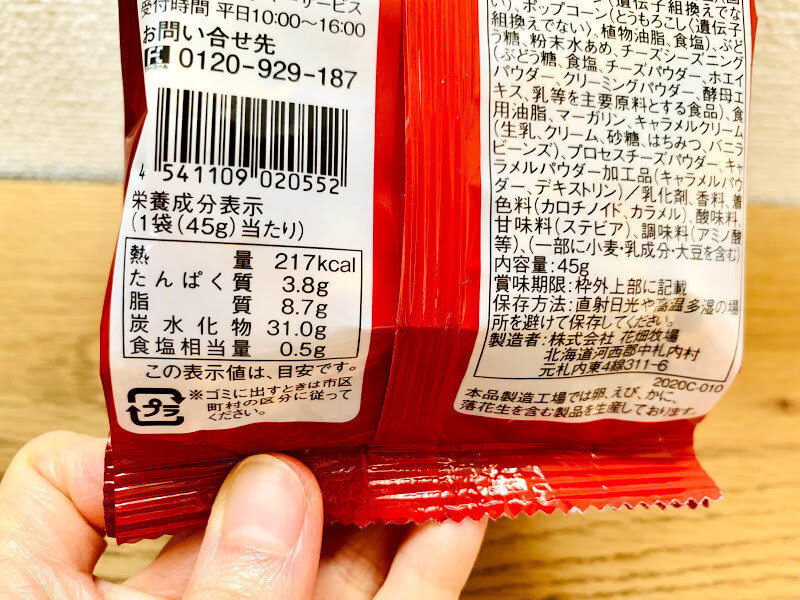 受付時間 平日10:00～16:00
お問い合せ先
0120-929-187
4 541109 020552
栄養成分表示
(1袋(45g)当たり)
熱量 217kcal
たんぱく質 3.8g
脂質 8.7g
炭水化物 31.0g
食塩相当量 0.5g
この表示値は、目安です。
プラ
※ゴミに出すときは市区
町村の区分に従って
ください。
い)、ポップコーン(とうもろこし(遺伝子
組換えでない)、植物油脂、食塩)、ぶど
う糖、粉末水あめ、チーズシーズニング
(ぶどう糖、食塩、チーズパウダー、ホエイ
パウダー、クリーミングパウダー、酵母エ
キス、乳等を主要原料とする食品)、食
用油脂、マーガリン、キャラメルクリーム
(生乳、クリーム、砂糖、はちみつ、バニラ
ビーンズ)、プロセスチーズパウダー、キャ
ラメルパウダー加工品(キャラメルパウ
ダー、デキストリン)／乳化剤、香料、着
色料(カロチノイド、カラメル)、酸味料、
甘味料(ステビア)、調味料(アミノ酸
等)、(一部に小麦・乳成分・大豆を含む)
内容量:45g
賞味期限:枠外上部に記載
保存方法:直射日光や高温多湿の場
所を避けて保存してください。
製造者:株式会社 花畑牧場
北海道河西郡中札内村
元札内東4線311-6
2020C-010
本品製造工場では卵、えび、かに、
落花生を含む製品を生産しております。